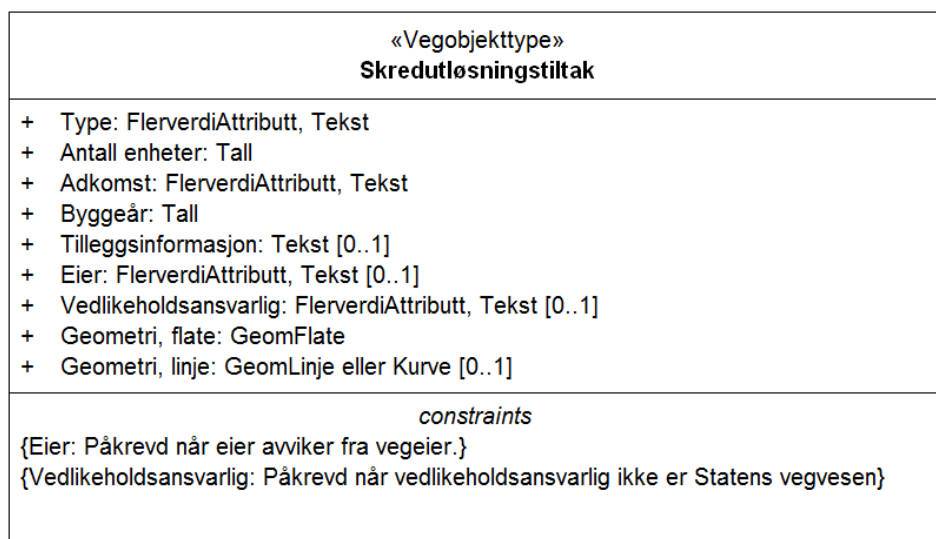 «Vegobjekttype»
Skredutløsningstiltak
+ Type: FlerverdiAttributt, Tekst
+ Antall enheter: Tall
+ Adkomst: FlerverdiAttributt, Tekst
+ Byggeår: Tall
+ Tilleggsinformasjon: Tekst [0..1]
+ Eier: FlerverdiAttributt, Tekst [0..1]
+ Vedlikeholdsansvarlig: FlerverdiAttributt, Tekst [0..1]
+ Geometri, flate: GeomFlate
+ Geometri, linje: GeomLinje eller Kurve [0..1]
constraints
{Eier: Påkrevd når eier avviker fra vegeier.}
{Vedlikeholdsansvarlig: Påkrevd når vedlikeholdsansvarlig ikke er Statens vegvesen}